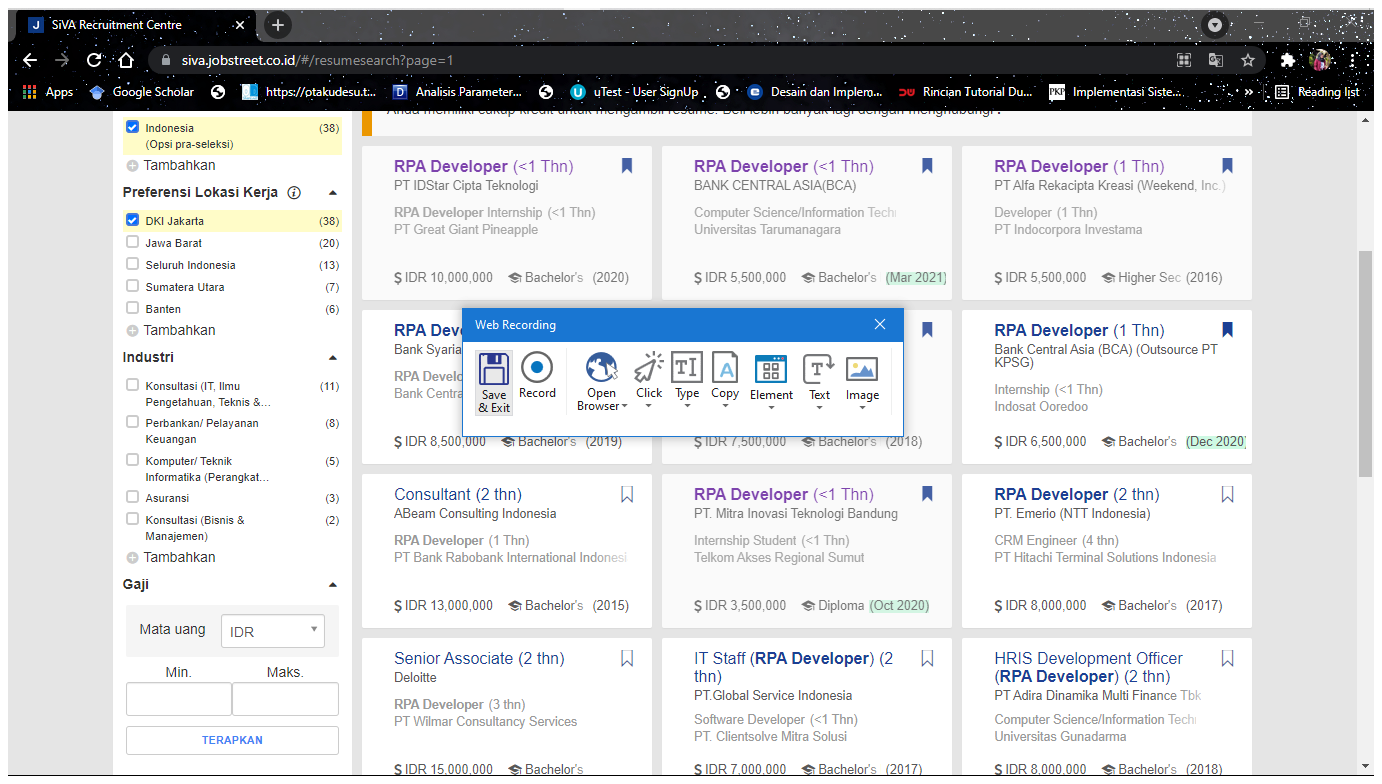 SiVA Recruitment Centre
siva.jobstreet.co.id/#/resumesearch?page=1
Apps
Google Scholar
https://otakudesu.t...
Analisis Parameter...
uTest - User SignUp
Desain dan Implem...
Rincian Tutorial Du...
PKP
Implementasi Siste...
Reading list
Indonesia (38)
(Opsi pra-seleksi)
Tambahkan
Preferensi Lokasi Kerja
DKI Jakarta (38)
Jawa Barat (20)
Seluruh Indonesia (13)
Sumatera Utara (7)
Banten (6)
Tambahkan
Industri
Konsultasi (IT, Ilmu (11)
Pengetahuan, Teknis &...
Perbankan/ Pelayanan (8)
Keuangan
Komputer/ Teknik (5)
Informatika (Perangkat...
Asuransi (3)
Konsultasi (Bisnis & (2)
Manajemen)
Tambahkan
Gaji
Mata uang IDR
Min. Maks.
TERAPKAN
RPA Developer (<1 Thn)
PT IDStar Cipta Teknologi
RPA Developer Internship (<1 Thn)
PT Great Giant Pineapple
$ IDR 10,000,000 Bachelor's (2020)
RPA Developer (<1 Thn)
BANK CENTRAL ASIA(BCA)
Computer Science/Information Techn
Universitas Tarumanagara
$ IDR 5,500,000 Bachelor's (Mar 2021)
RPA Developer (1 Thn)
PT Alfa Rekacipta Kreasi (Weekend, Inc.)
Developer (1 Thn)
PT Indocorpora Investama
$ IDR 5,500,000 Higher Sec (2016)
RPA Dev
Bank Syaria
RPA Develo
Bank Centra
$ IDR 8,500,000 Bachelor's (2019)
$ IDR 7,500,000 Bachelor's (2018)
Web Recording
Save
& Exit
Record
Open
Browser
Click
Type
Copy
Element
Text
Image
RPA Developer (1 Thn)
Bank Central Asia (BCA) (Outsource PT
KPSG)
Internship (<1 Thn)
Indosat Ooredoo
$ IDR 6,500,000 Bachelor's (Dec 2020)
Consultant (2 thn)
ABeam Consulting Indonesia
RPA Developer (1 Thn)
PT Bank Rabobank International Indonesi
$ IDR 13,000,000 Bachelor's (2015)
RPA Developer (<1 Thn)
PT. Mitra Inovasi Teknologi Bandung
Internship Student (<1 Thn)
Telkom Akses Regional Sumut
$ IDR 3,500,000 Diploma (Oct 2020)
RPA Developer (2 thn)
PT. Emerio (NTT Indonesia)
CRM Engineer (4 thn)
PT Hitachi Terminal Solutions Indonesia
$ IDR 8,000,000 Bachelor's (2017)
Senior Associate (2 thn)
Deloitte
RPA Developer (3 thn)
PT Wilmar Consultancy Services
$ IDR 15,000,000 Bachelor's
IT Staff (RPA Developer) (2
thn)
PT.Global Service Indonesia
Software Developer (<1 Thn)
PT. Clientsolve Mitra Solusi
$ IDR 7,000,000 Bachelor's (2017)
HRIS Development Officer
(RPA Developer) (2 thn)
PT Adira Dinamika Multi Finance Tbk
Computer Science/Information Techn
Universitas Gunadarma
$ IDR 8,000,000 Bachelor's (2018)